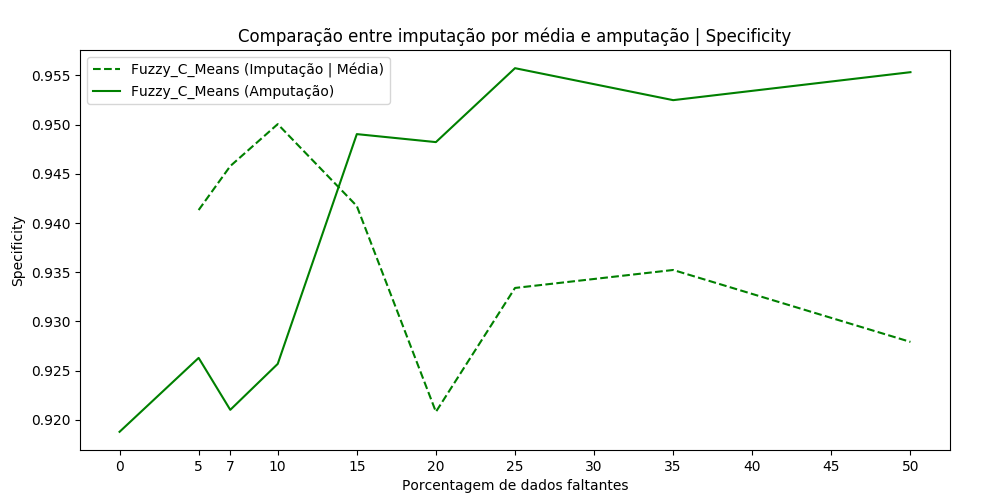 Comparação entre imputação por média e amputação | Specificity
Fuzzy_C_Means (Imputação | Média)
Fuzzy_C_Means (Amputação)
0.955
0.950
0.945
0.940
0.935
0.930
0.925
0.920
Specificity
0 5 7 10 15 20 25 30 35 40 45 50
Porcentagem de dados faltantes